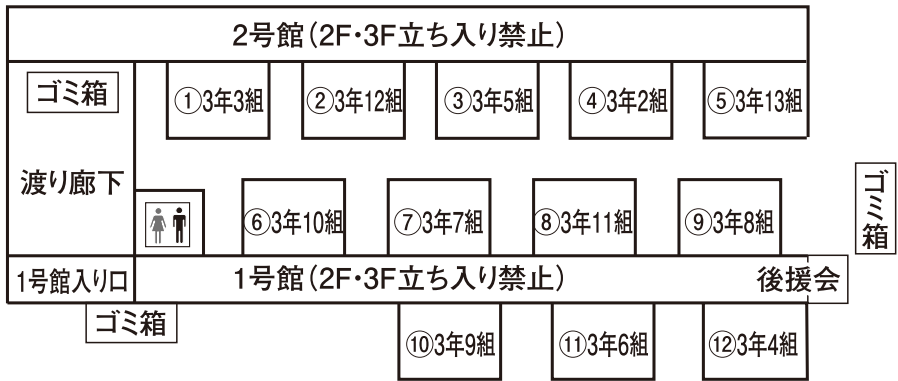 2号館(2F・3F立ち入り禁止)
ゴミ箱
①3年3組
②3年12組
③3年5組
④3年2組
⑤3年13組
渡り廊下
ゴミ箱
⑥3年10組
⑦3年7組
⑧3年11組
⑨3年8組
1号館入り口
1号館(2F・3F立ち入り禁止)
後援会
ゴミ箱
⑩3年9組
⑪3年6組
⑫3年4組